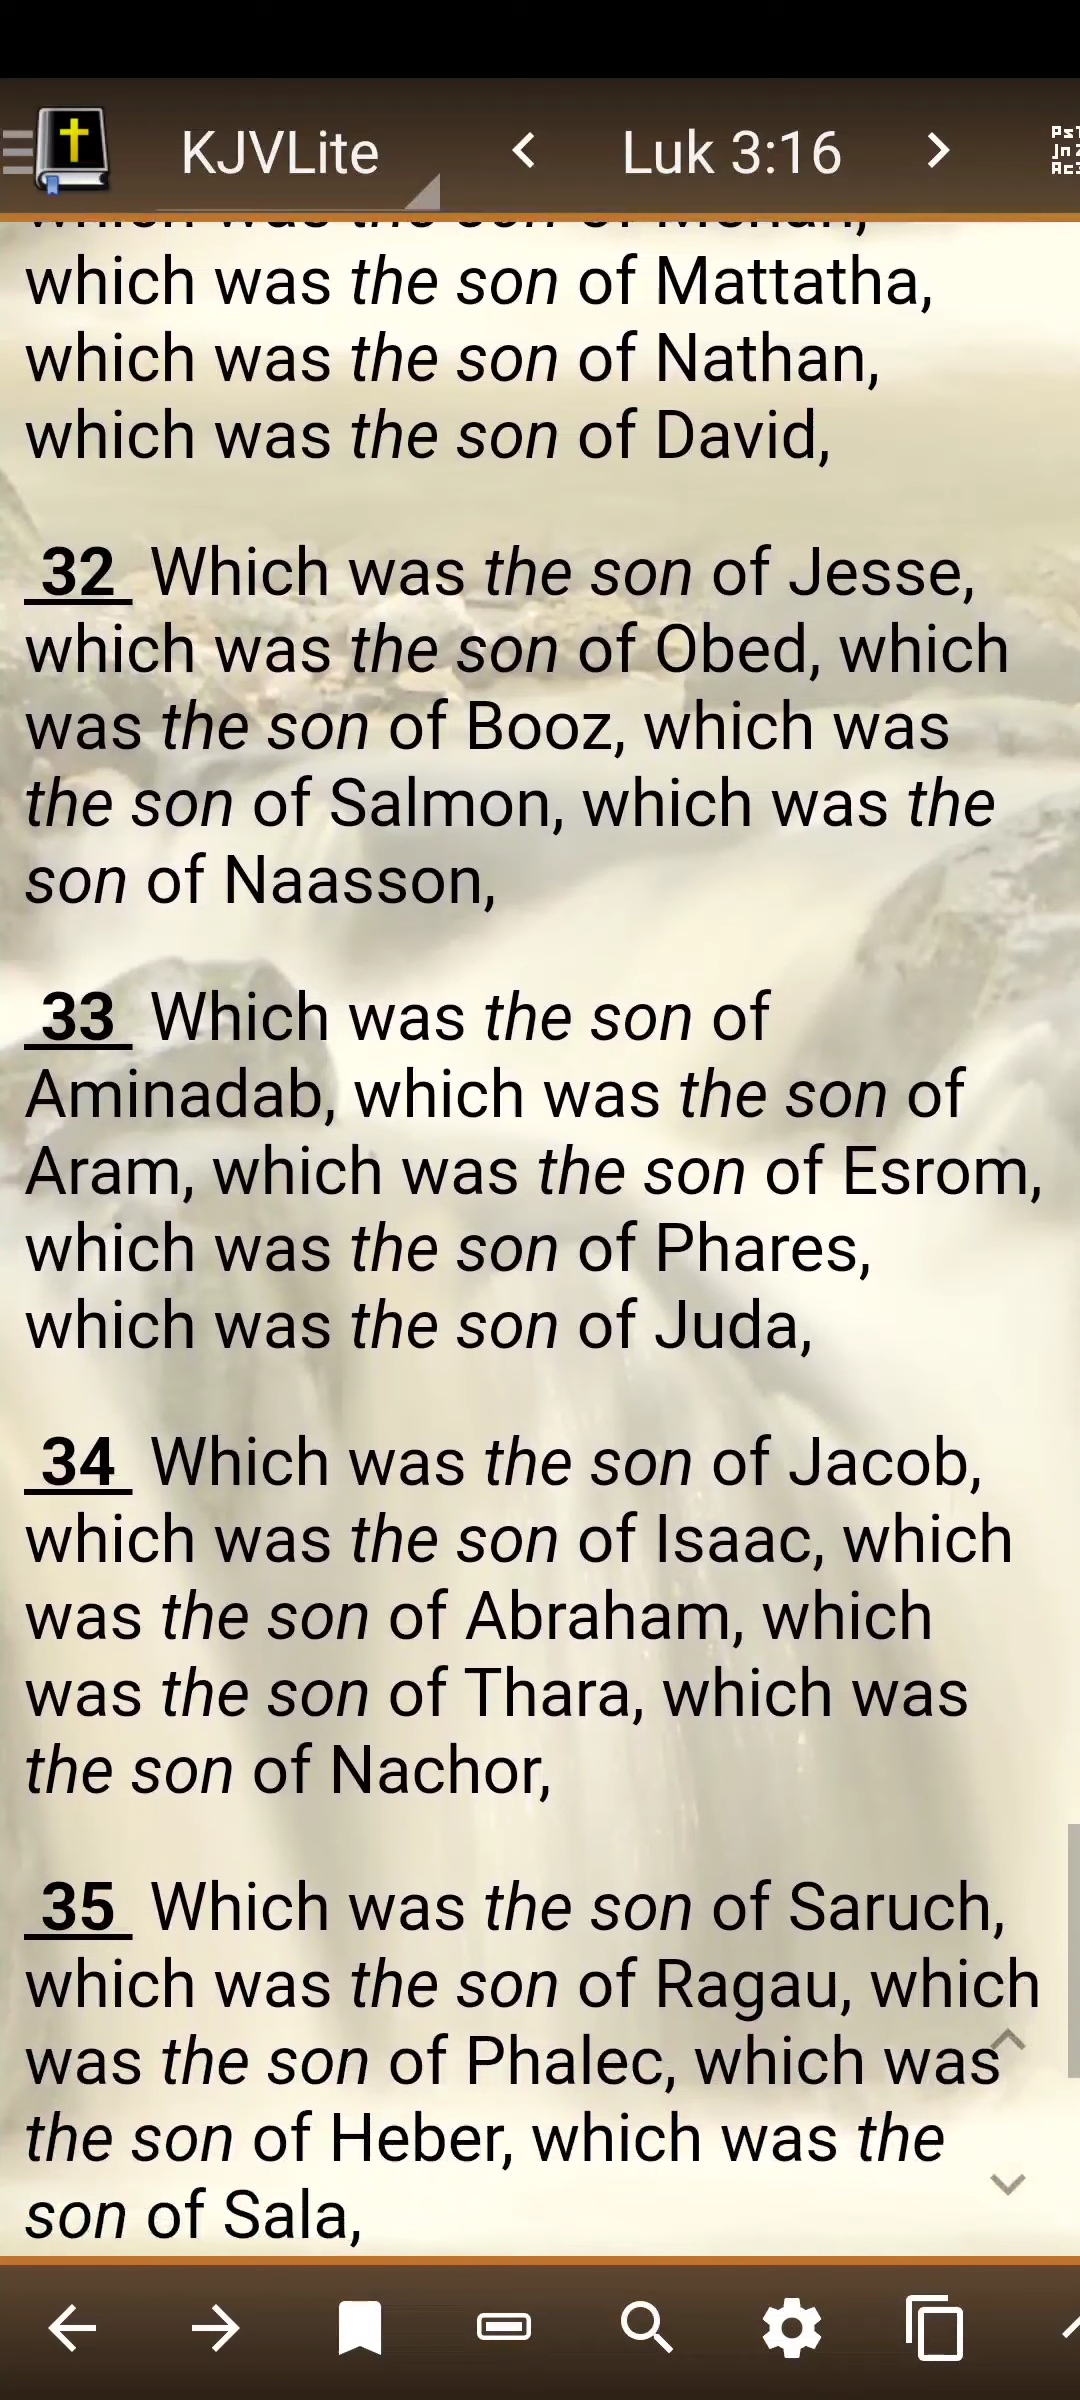 KJVLite
Luk 3:16
which was the son of
which was the son of Mattatha,
which was the son of Nathan,
which was the son of David,
32 Which was the son of Jesse,
which was the son of Obed, which
was the son of Booz, which was
the son of Salmon, which was the
son of Naasson,
33 Which was the son of
Aminadab, which was the son of
Aram, which was the son of Esrom,
which was the son of Phares,
which was the son of Juda,
34 Which was the son of Jacob,
which was the son of Isaac, which
was the son of Abraham, which
was the son of Thara, which was
the son of Nachor,
35 Which was the son of Saruch,
which was the son of Ragau, which
was the son of Phalec, which was
the son of Heber, which was the
son of Sala,